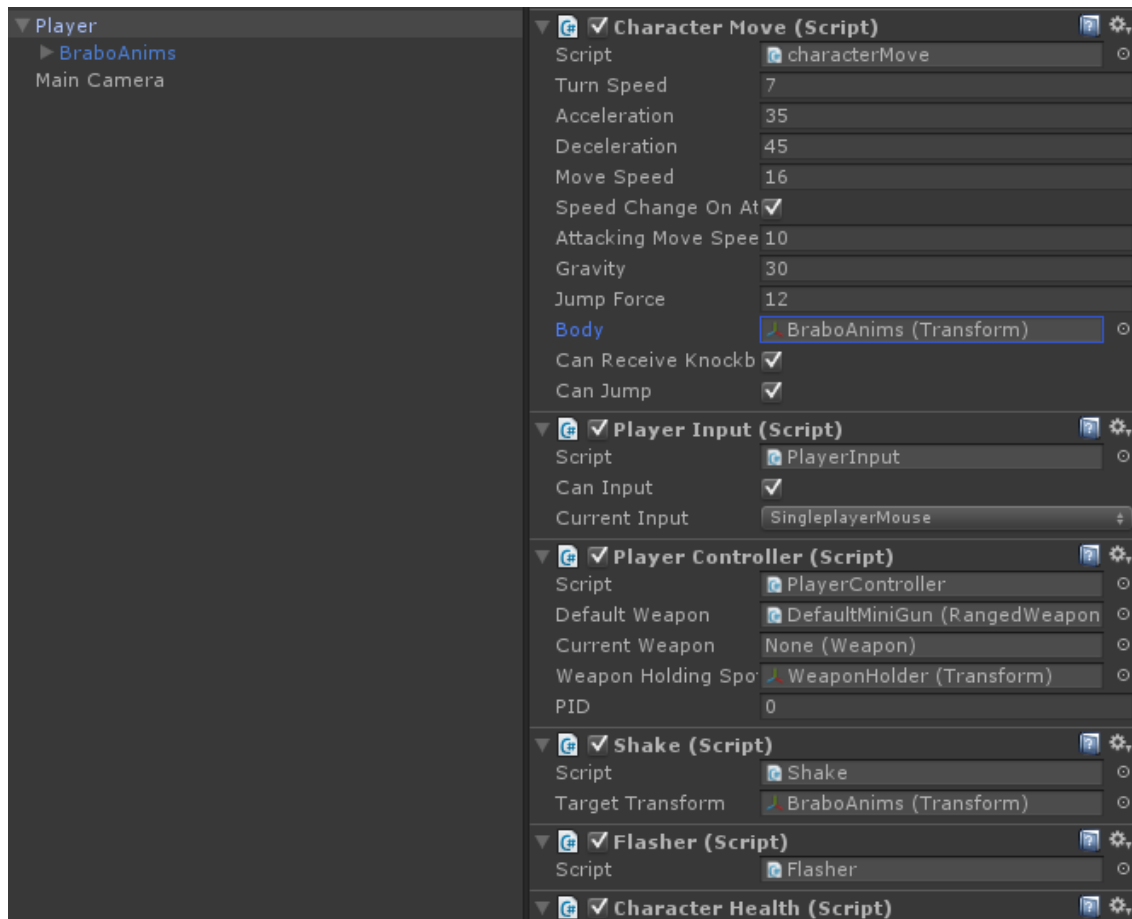 Player
BraboAnims
Main Camera
Character Move (Script)
Script characterMove
Turn Speed 7
Acceleration 35
Deceleration 45
Move Speed 16
Speed Change On At
Attacking Move Spee 10
Gravity 30
Jump Force 12
Body BraboAnims (Transform)
Can Receive Knockb
Can Jump
Player Input (Script)
Script PlayerInput
Can Input
Current Input SingleplayerMouse
Player Controller (Script)
Script PlayerController
Default Weapon DefaultMiniGun (RangedWeapon
Current Weapon None (Weapon)
Weapon Holding Spo WeaponHolder (Transform)
PID 0
Shake (Script)
Script Shake
Target Transform BraboAnims (Transform)
Flasher (Script)
Script Flasher
Character Health (Script)